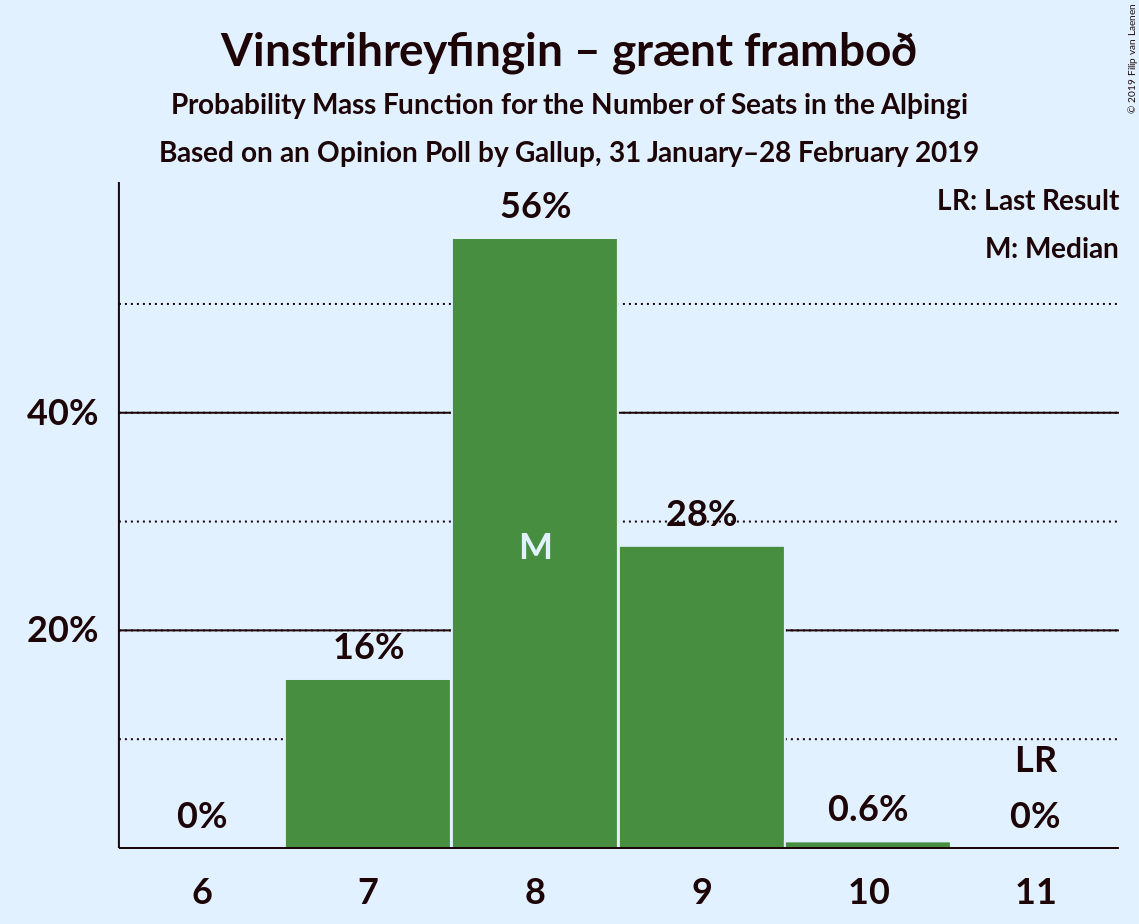 Vinstrihreyfingin – grænt framboð
Probability Mass Function for the Number of Seats in the Alþingi
Based on an Opinion Poll by Gallup, 31 January–28 February 2019
© 2019 Filip van Laenen
LR: Last Result
M: Median
56%
40%
28%
M
20%
16%
LR
0%
0.6%
0%
6 7 8 9 10 11